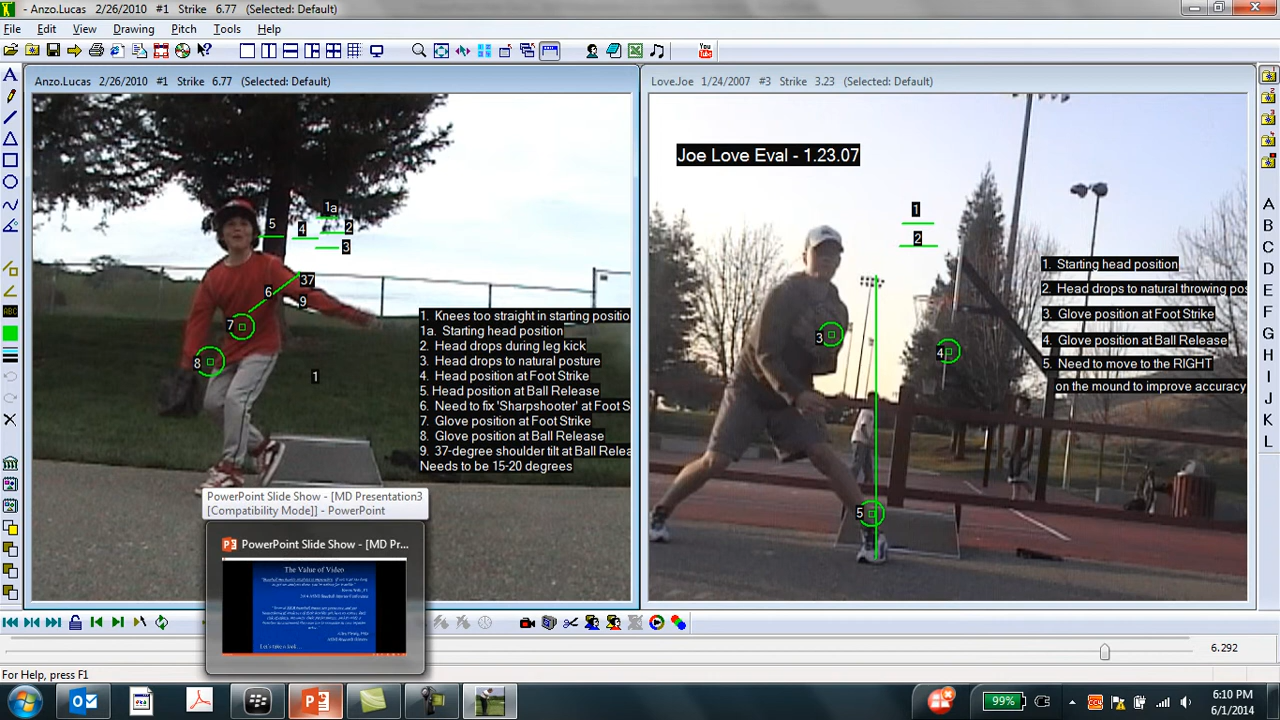 - Anzo.Lucas 2/26/2010 #1 Strike 6.77 (Selected: Default)
File Edit View Drawing Pitch Tools Help
You
Tube
Anzo.Lucas 2/26/2010 #1 Strike 6.77 (Selected: Default)
1a
5
4
2
3
37
6
9
7
8
1
1. Knees too straight in starting positio
1a. Starting head position
2. Head drops during leg kick
3. Head drops to natural posture
4. Head position at Foot Strike
5. Head position at Ball Release
6. Need to fix 'Sharpshooter' at Foot S
7. Glove position at Foot Strike
8. Glove position at Ball Release
9. 37-degree shoulder tilt at Ball Relea
Needs to be 15-20 degrees
Love.Joe 1/24/2007 #3 Strike 3.23 (Selected: Default)
Joe Love Eval - 1.23.07
1
2
3
4
5
1. Starting head position
2. Head drops to natural throwing pos
3. Glove position at Foot Strike
4. Glove position at Ball Release
5. Need to move to the RIGHT
on the mound to improve accuracy
A
B
C
D
E
F
G
H
I
J
K
L
ABC
PowerPoint Slide Show - [MD Presentation3
[Compatibility Mode]] - PowerPoint
PowerPoint Slide Show - [MD Pr...
The Value of Video
Let's take a look...
6.292
For Help, press F1
99%
6:10 PM
6/1/2014